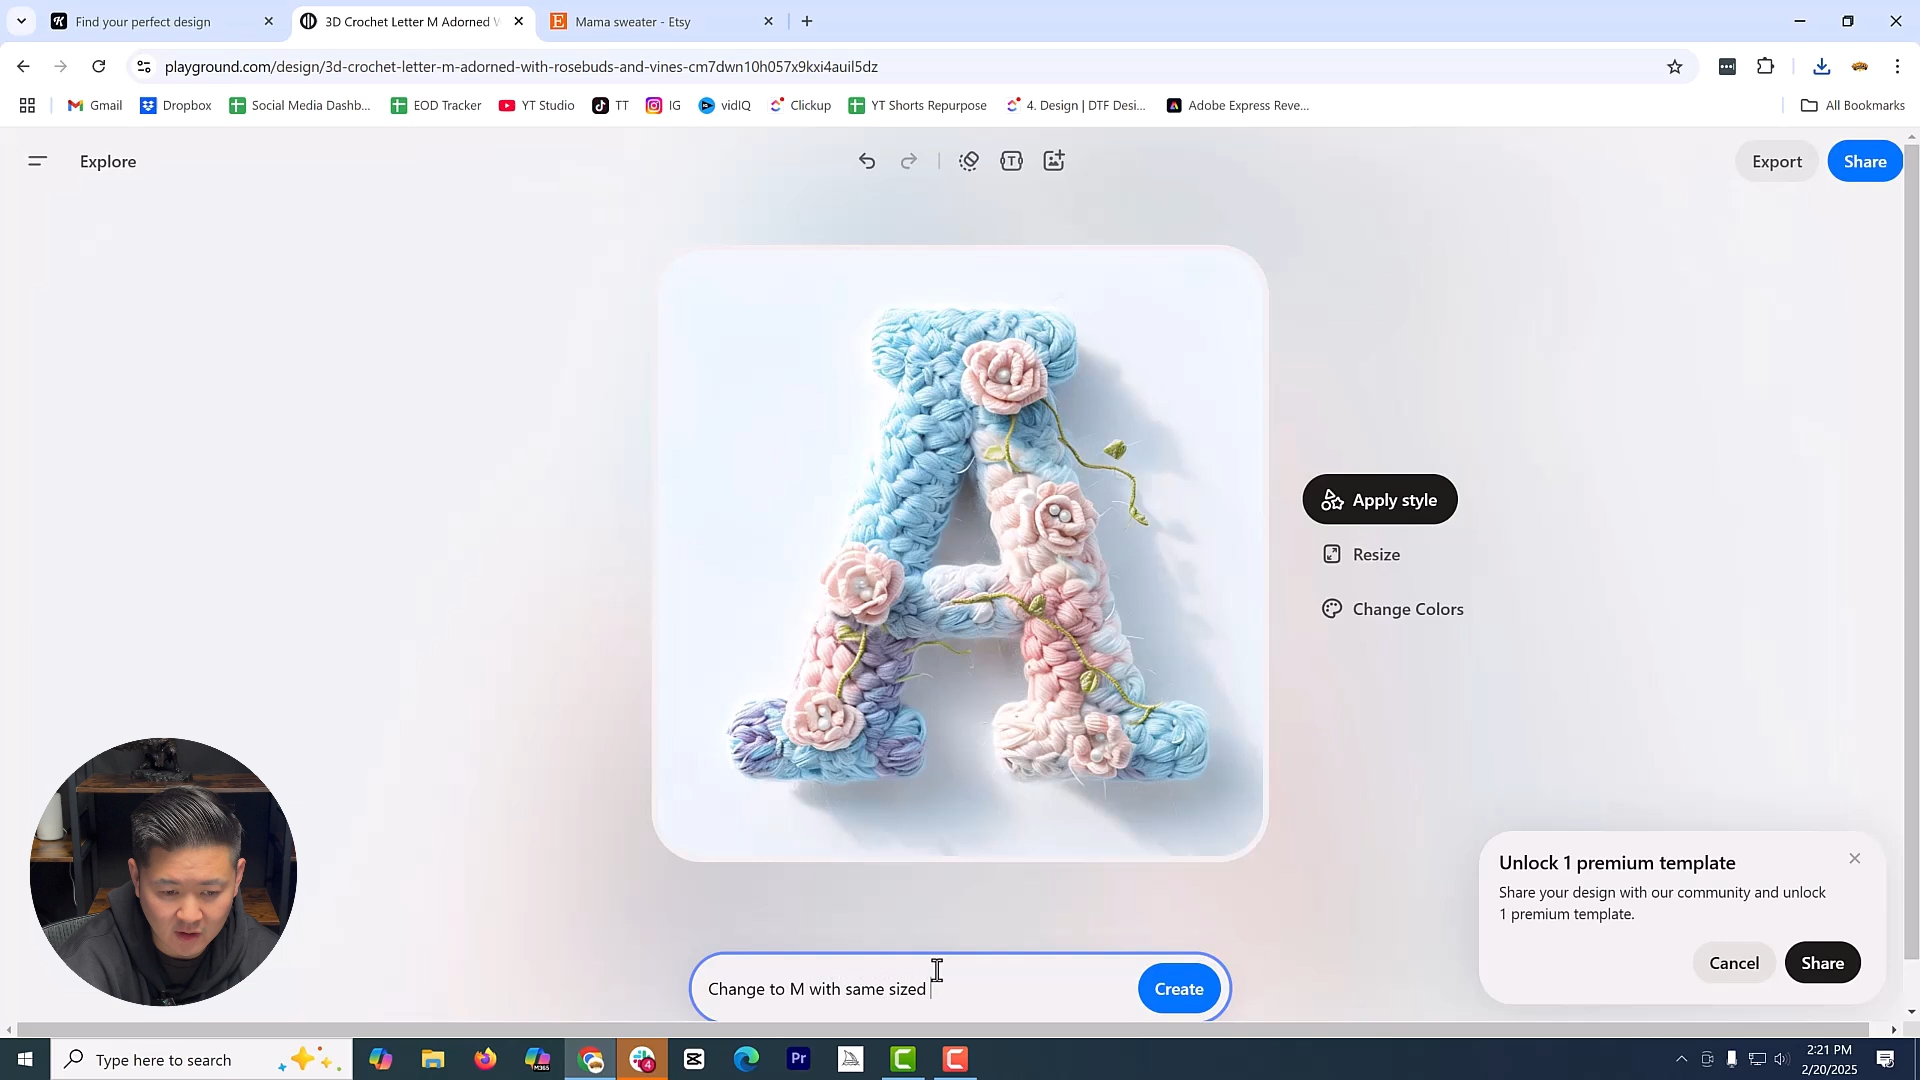 Find your perfect design
3D Crochet Letter M Adorned W
Mama sweater - Etsy
playground.com/design/3d-crochet-letter-m-adorned-with-rosebuds-and-vines-cm7dwn10h057x9kxi4auil5dz
Gmail
Dropbox
Social Media Dashb...
EOD Tracker
YT Studio
TT
IG
vidIQ
Clickup
YT Shorts Repurpose
4. Design | DTF Desi...
Adobe Express Reve...
All Bookmarks
Explore
Export
Share
A
Apply style
Resize
Change Colors
Unlock 1 premium template
Share your design with our community and unlock
1 premium template.
Cancel
Share
Change to M with same sized
Create
Type here to search
4
Pr
2:21 PM
2/20/2025